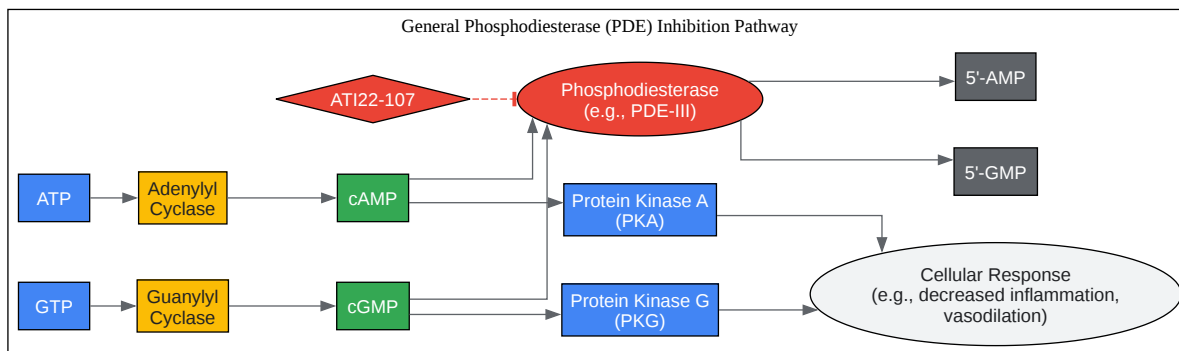 General Phosphodiesterase (PDE) Inhibition Pathway
ATI22-107
Phosphodiesterase
(e.g., PDE-III)
5'-AMP
5'-GMP
ATP
Adenylyl
Cyclase
cAMP
Protein Kinase A
(PKA)
GTP
Guanylyl
Cyclase
cGMP
Protein Kinase G
(PKG)
Cellular Response
(e.g., decreased inflammation,
vasodilation)